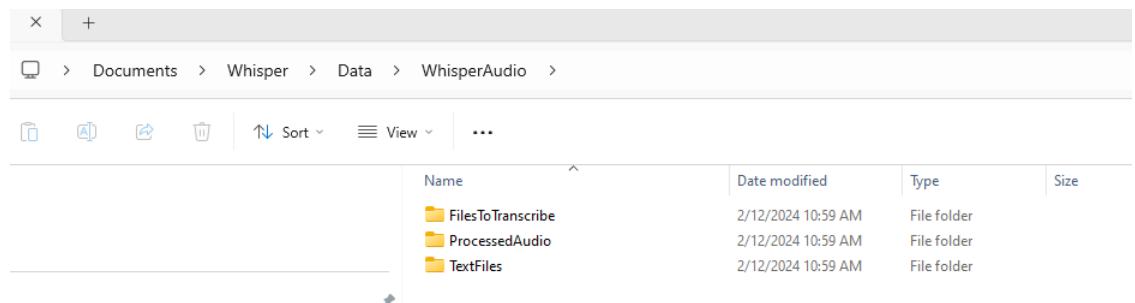 Documents > Whisper > Data > WhisperAudio >
Sort View ...
Name Date modified Type Size
FilesToTranscribe 2/12/2024 10:59 AM File folder
ProcessedAudio 2/12/2024 10:59 AM File folder
TextFiles 2/12/2024 10:59 AM File folder